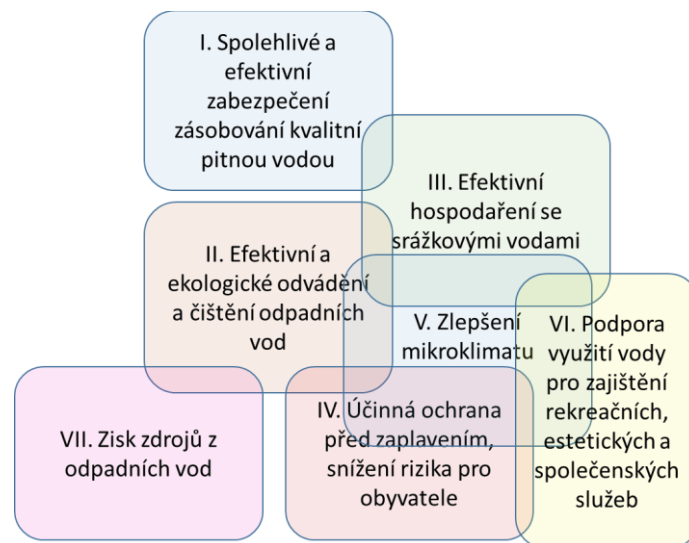 I. Spolehlivé a
efektivní
zabezpečení
zásobování kvalitní
pitnou vodou
III. Efektivní
hospodaření se
srážkovými vodami
II. Efektivní a
ekologické odvádění
a čištění odpadních
vod
V. Zlepšení
mikroklimatu
VI. Podpora
využití vody
pro zajištění
rekreačních,
estetických a
společenských
služeb
IV. Účinná ochrana
před zaplavením,
snížení rizika pro
obyvatele
VII. Zisk zdrojů z
odpadních vod